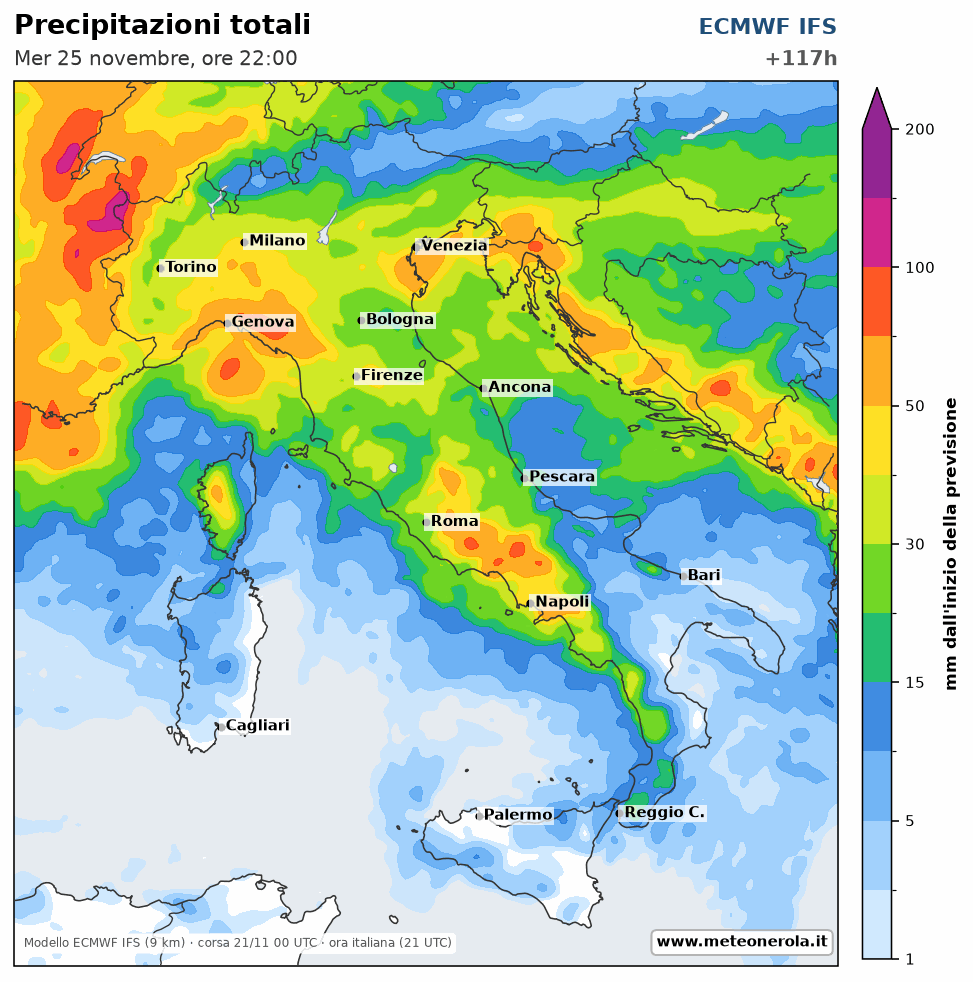 Precipitazioni totali
ECMWF IFS
Mer 25 novembre, ore 22:00
+117h
200
100
50
30
15
5
1
mm dall'inizio della previsione
Milano
Venezia
Torino
Genova
Bologna
Firenze
Ancona
Pescara
Roma
Bari
Napoli
Cagliari
Palermo
Reggio C.
Modello ECMWF IFS (9 km) · corsa 21/11 00 UTC · ora italiana (21 UTC)
www.meteonerola.it